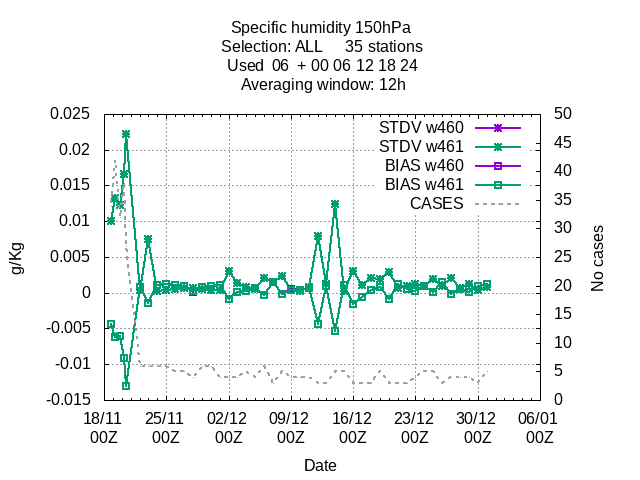 Specific humidity 150hPa
Selection: ALL     35 stations
Used  06  + 00 06 12 18 24
Averaging window: 12h
STDV w460
STDV w461
BIAS w460
BIAS w461
CASES
g/Kg
0.025
0.02
0.015
0.01
0.005
0
-0.005
-0.01
-0.015
50
45
40
35
30
25
20
15
10
5
0
No cases
18/11 25/11 02/12 09/12 16/12 23/12 30/12 06/01
00Z 00Z 00Z 00Z 00Z 00Z 00Z 00Z
Date